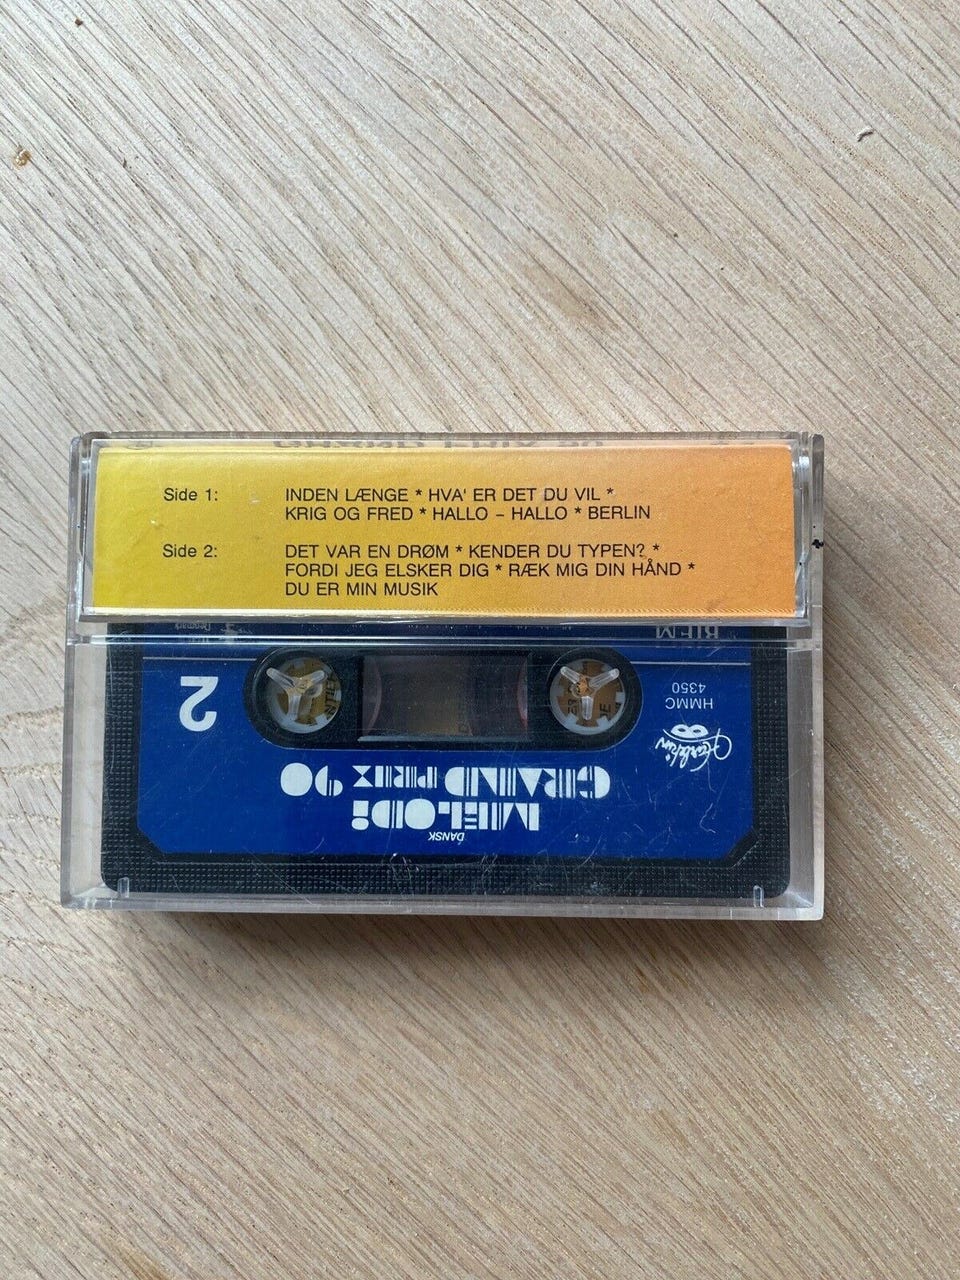 Side 1: INDEN LÆNGE * HVA' ER DET DU VIL *
KRIG OG FRED * HALLO – HALLO * BERLIN
Side 2: DET VAR EN DRØM * KENDER DU TYPEN? *
FORDI JEG ELSKER DIG * RÆK MIG DIN HÅND *
DU ER MIN MUSIK
DANSK
MELODi
GRAND PRIX '90
Harlekin
HMMC
4350
2
BIEM